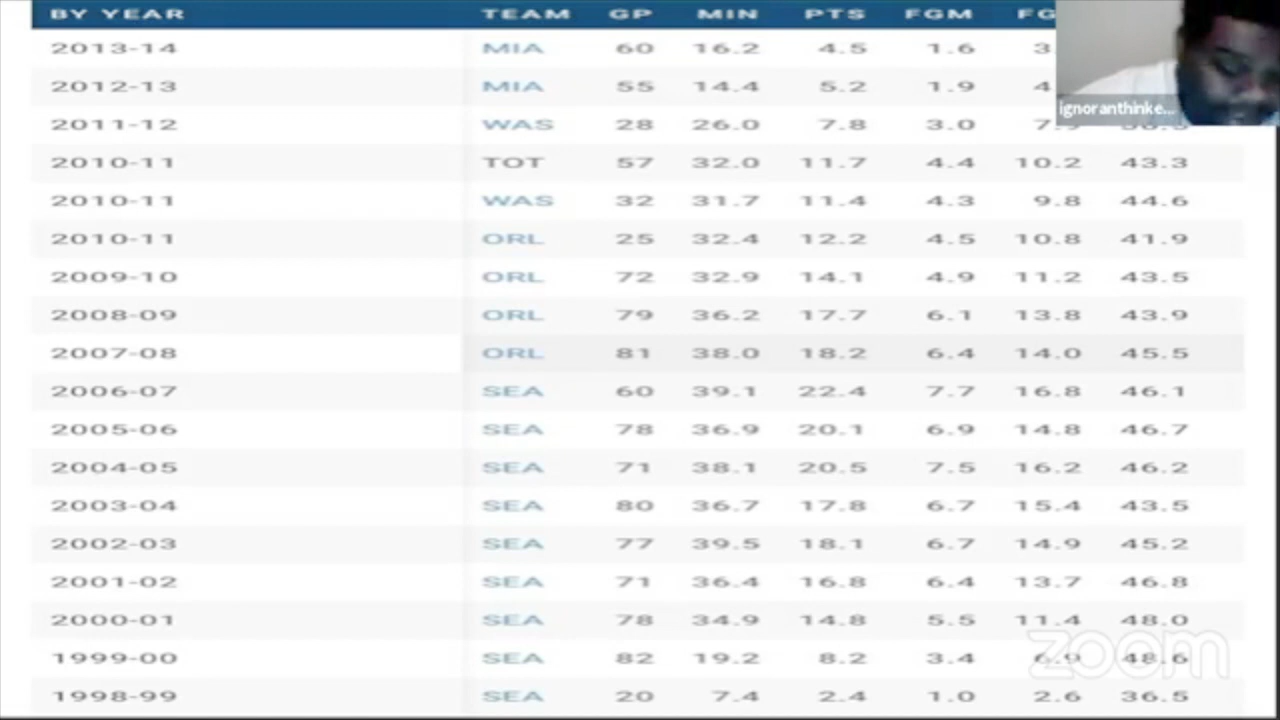 BY YEAR TEAM GP MIN PTS FGM
2013-14 MIA 60 16.2 4.5 1.6 3.
2012-13 MIA 55 14.4 5.2 1.9 4
ignoranthinke...
2011-12 WAS 28 26.0 7.8 3.0
2010-11 TOT 57 32.0 11.7 4.4 10.2 43.3
2010-11 WAS 32 31.7 11.4 4.3 9.8 44.6
2010-11 ORL 25 32.4 12.2 4.5 10.8 41.9
2009-10 ORL 72 32.9 14.1 4.9 11.2 43.5
2008-09 ORL 79 36.2 17.7 6.1 13.8 43.9
2007-08 ORL 81 38.0 18.2 6.4 14.0 45.5
2006-07 SEA 60 39.1 22.4 7.7 16.8 46.1
2005-06 SEA 78 36.9 20.1 6.9 14.8 46.7
2004-05 SEA 71 38.1 20.5 7.5 16.2 46.2
2003-04 SEA 80 36.7 17.8 6.7 15.4 43.5
2002-03 SEA 77 39.5 18.1 6.7 14.9 45.2
2001-02 SEA 71 36.4 16.8 6.4 13.7 46.8
2000-01 SEA 78 34.9 14.8 5.5 11.4 48.0
1999-00 SEA 82 19.2 8.2 3.4 6.9 48.6
zoom
1998-99 SEA 20 7.4 2.4 1.0 2.6 36.5